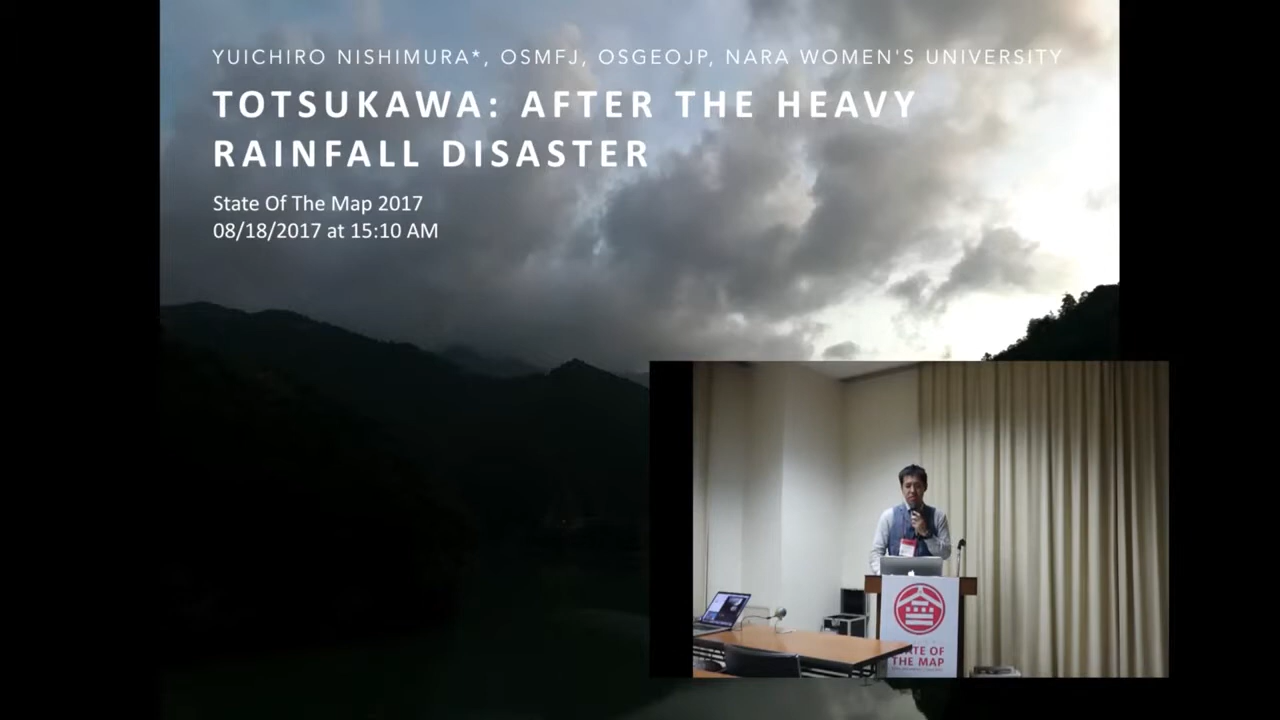 YUICHIRO NISHIMURA*, OSMFJ, OSGEOJP, NARA WOMEN'S UNIVERSITY
TOTSUKAWA: AFTER THE HEAVY
RAINFALL DISASTER
State Of The Map 2017
08/18/2017 at 15:10 AM
STATE OF
THE MAP